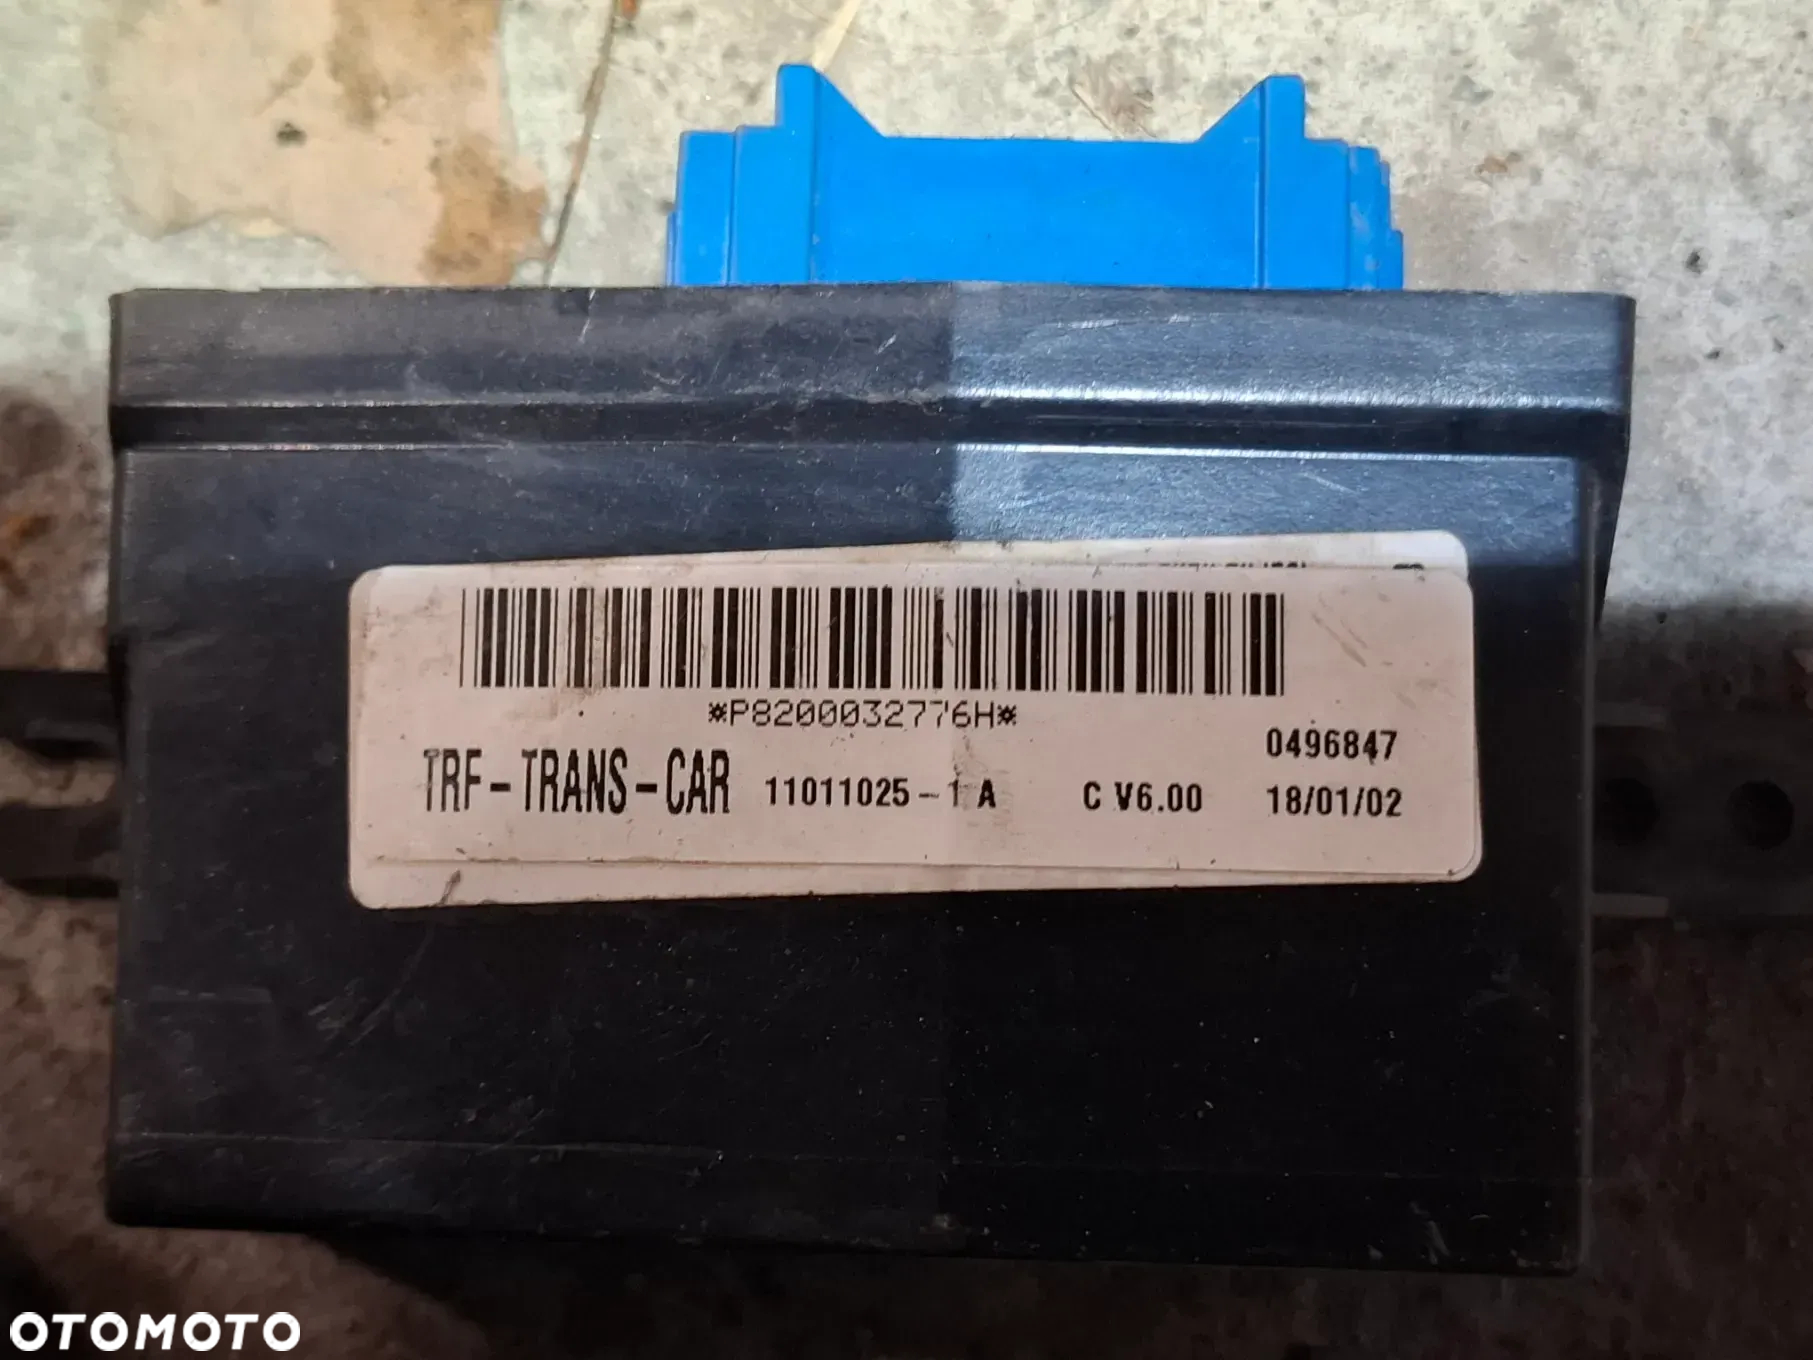 *P8200032776H*
0496847
TRF-TRANS-CAR 11011025-1 A C V6.00 18/01/02
OTOMOTO